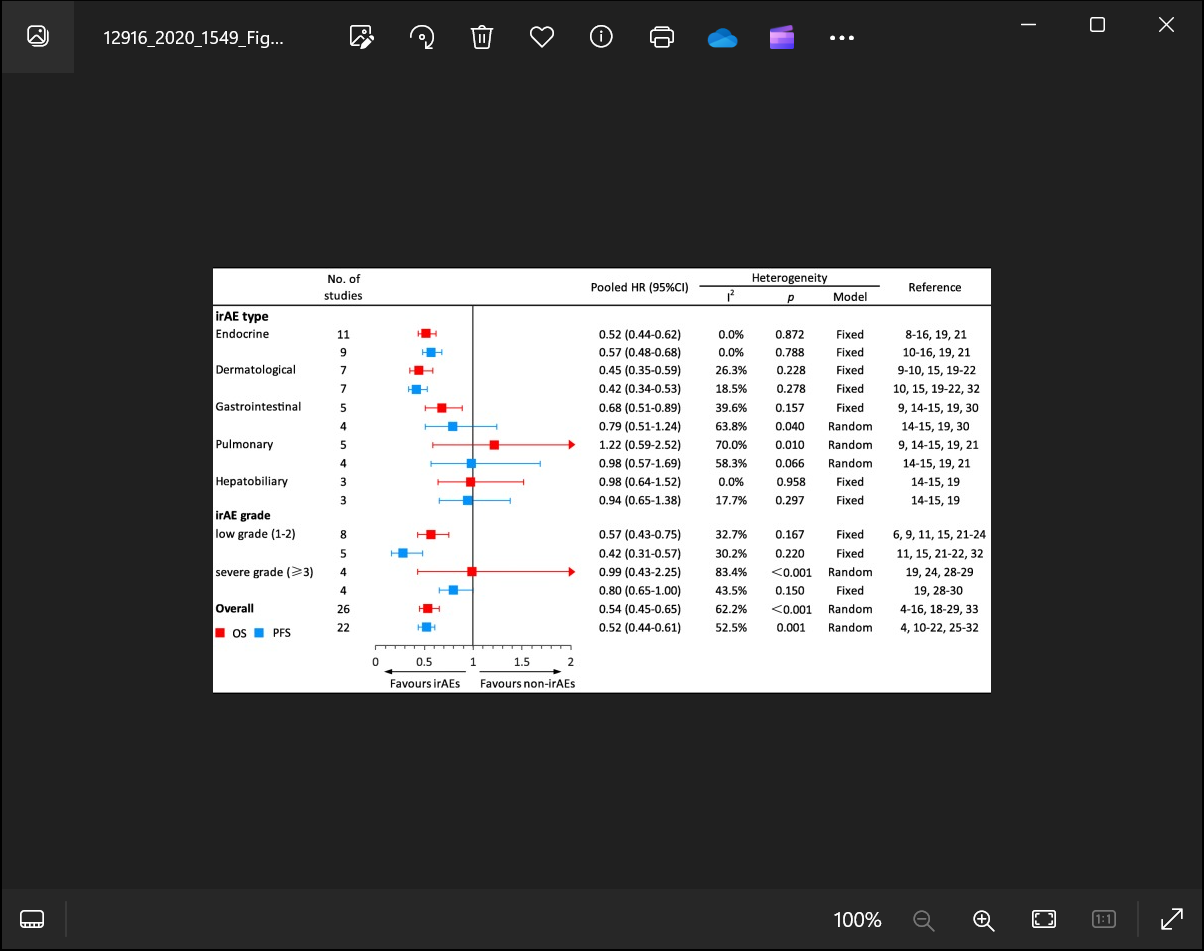 12916_2020_1549_Fig...
No. of studies Pooled HR (95%CI) Heterogeneity Reference
I² p Model
irAE type
Endocrine 11 0.52 (0.44-0.62) 0.0% 0.872 Fixed 8-16, 19, 21
9 0.57 (0.48-0.68) 0.0% 0.788 Fixed 10-16, 19, 21
Dermatological 7 0.45 (0.35-0.59) 26.3% 0.228 Fixed 9-10, 15, 19-22
7 0.42 (0.34-0.53) 18.5% 0.278 Fixed 10, 15, 19-22, 32
Gastrointestinal 5 0.68 (0.51-0.89) 39.6% 0.157 Fixed 9, 14-15, 19, 30
4 0.79 (0.51-1.24) 63.8% 0.040 Random 14-15, 19, 30
Pulmonary 5 1.22 (0.59-2.52) 70.0% 0.010 Random 9, 14-15, 19, 21
4 0.98 (0.57-1.69) 58.3% 0.066 Random 14-15, 19, 21
Hepatobiliary 3 0.98 (0.64-1.52) 0.0% 0.958 Fixed 14-15, 19
3 0.94 (0.65-1.38) 17.7% 0.297 Fixed 14-15, 19
irAE grade
low grade (1-2) 8 0.57 (0.43-0.75) 32.7% 0.167 Fixed 6, 9, 11, 15, 21-24
5 0.42 (0.31-0.57) 30.2% 0.220 Fixed 11, 15, 21-22, 32
severe grade (≥3) 4 0.99 (0.43-2.25) 83.4% <0.001 Random 19, 24, 28-29
4 0.80 (0.65-1.00) 43.5% 0.150 Fixed 19, 28-30
Overall 26 0.54 (0.45-0.65) 62.2% <0.001 Random 4-16, 18-29, 33
22 0.52 (0.44-0.61) 52.5% 0.001 Random 4, 10-22, 25-32
OS PFS
0 0.5 1 1.5 2
Favours irAEs Favours non-irAEs
100% 1:1